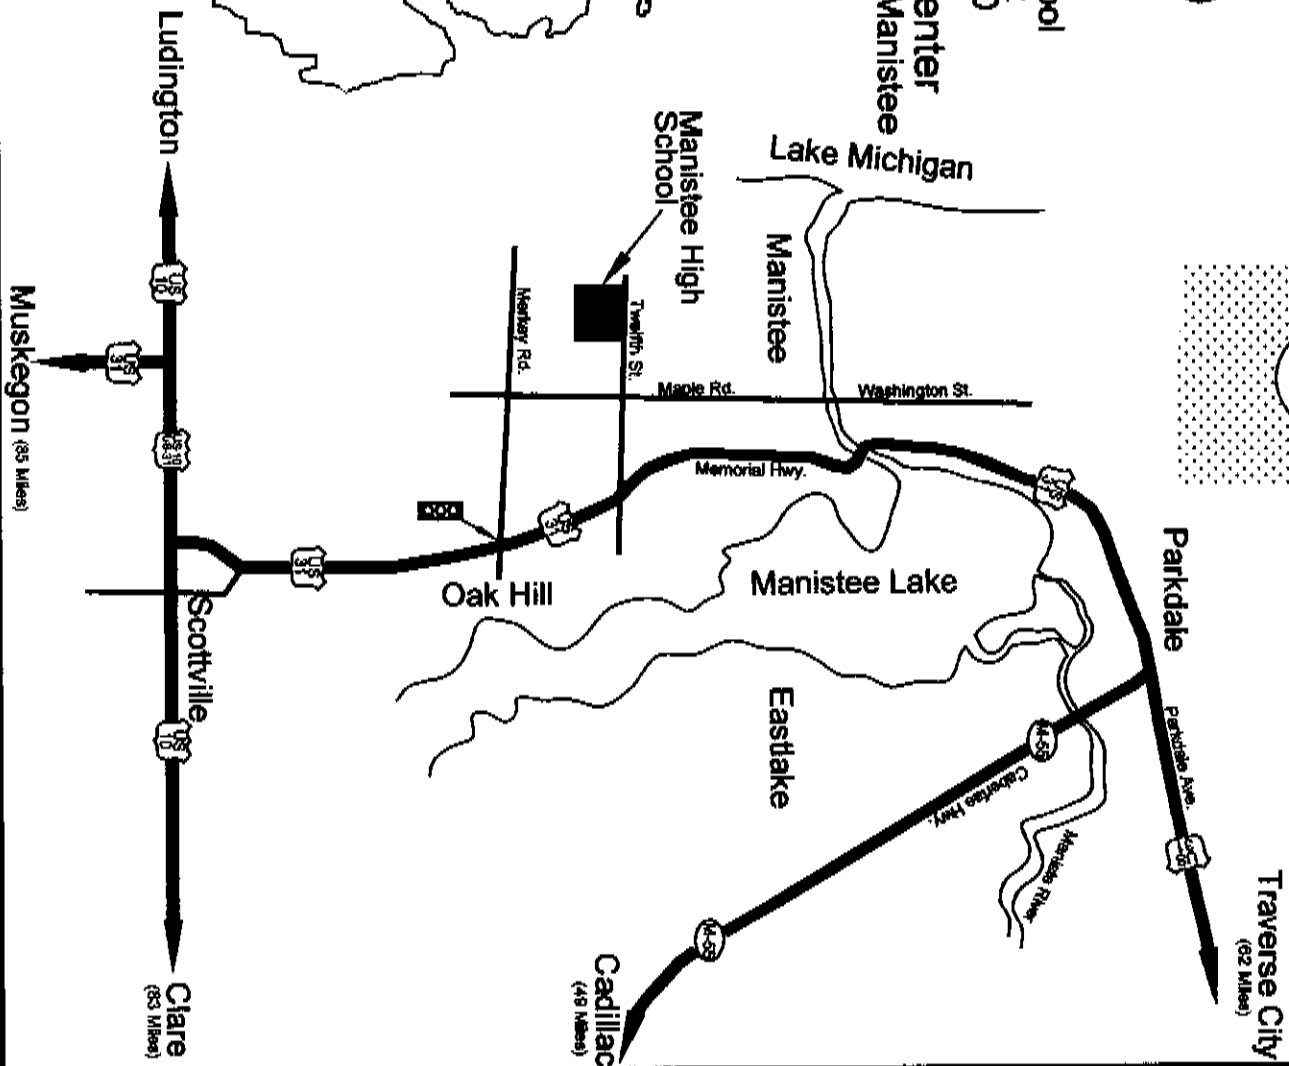 ool
enter
Manistee
Lake Michigan
Manistee High
School
Manistee
Twelfth St.
Merkey Rd.
Maple Rd.
Washington St.
Memorial Hwy.
Manistee Lake
Oak Hill
Eastlake
Parkdale
Parkdale Ave.
US
31
US
31
US
31
US
31
M-55
M-55
Caberfae Hwy.
Traverse City
(62 Miles)
Cadillac
(49 Miles)
Ludington
US
10
US-10
US-31
US
10
Scottville
Muskegon (85 Miles)
Clare
(83 Miles)